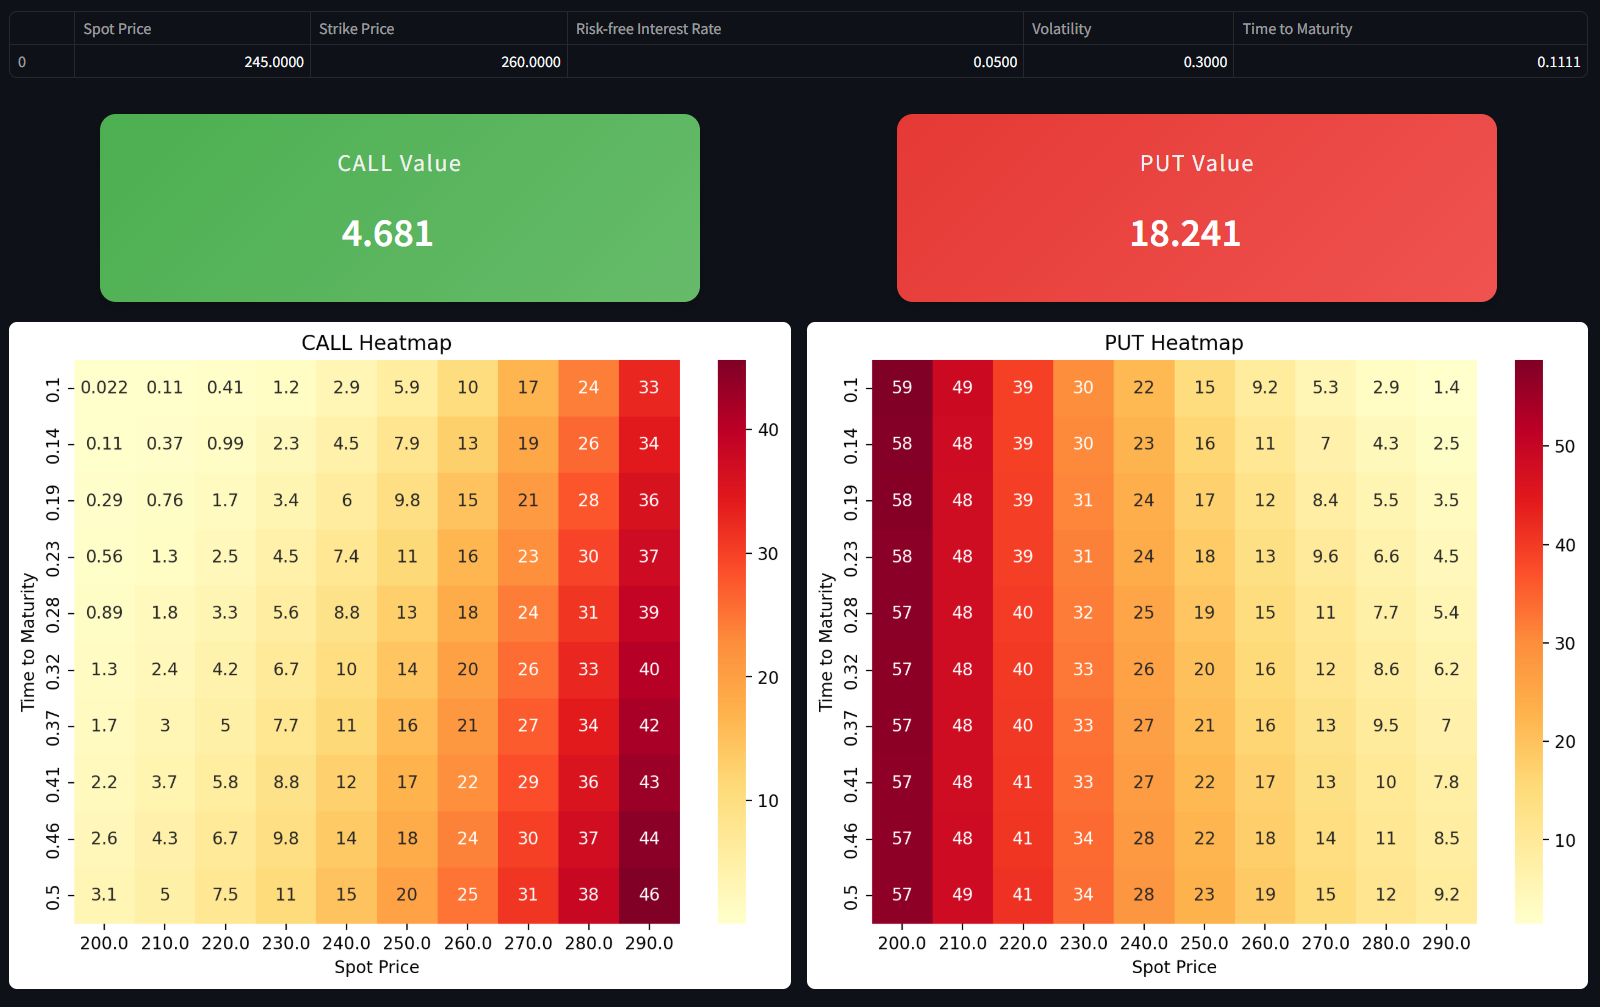 Spot Price Strike Price Risk-free Interest Rate Volatility Time to Maturity
0 245.0000 260.0000 0.0500 0.3000 0.1111
CALL Value
4.681
PUT Value
18.241
CALL Heatmap
0.1 0.022 0.11 0.41 1.2 2.9 5.9 10 17 24 33
0.14 0.11 0.37 0.99 2.3 4.5 7.9 13 19 26 34
0.19 0.29 0.76 1.7 3.4 6 9.8 15 21 28 36
0.23 0.56 1.3 2.5 4.5 7.4 11 16 23 30 37
0.28 0.89 1.8 3.3 5.6 8.8 13 18 24 31 39
0.32 1.3 2.4 4.2 6.7 10 14 20 26 33 40
0.37 1.7 3 5 7.7 11 16 21 27 34 42
0.41 2.2 3.7 5.8 8.8 12 17 22 29 36 43
0.46 2.6 4.3 6.7 9.8 14 18 24 30 37 44
0.5 3.1 5 7.5 11 15 20 25 31 38 46
200.0 210.0 220.0 230.0 240.0 250.0 260.0 270.0 280.0 290.0
Spot Price
Time to Maturity
40
30
20
10
PUT Heatmap
0.1 59 49 39 30 22 15 9.2 5.3 2.9 1.4
0.14 58 48 39 30 23 16 11 7 4.3 2.5
0.19 58 48 39 31 24 17 12 8.4 5.5 3.5
0.23 58 48 39 31 24 18 13 9.6 6.6 4.5
0.28 57 48 40 32 25 19 15 11 7.7 5.4
0.32 57 48 40 33 26 20 16 12 8.6 6.2
0.37 57 48 40 33 27 21 16 13 9.5 7
0.41 57 48 41 33 27 22 17 13 10 7.8
0.46 57 48 41 34 28 22 18 14 11 8.5
0.5 57 49 41 34 28 23 19 15 12 9.2
200.0 210.0 220.0 230.0 240.0 250.0 260.0 270.0 280.0 290.0
Spot Price
Time to Maturity
50
40
30
20
10